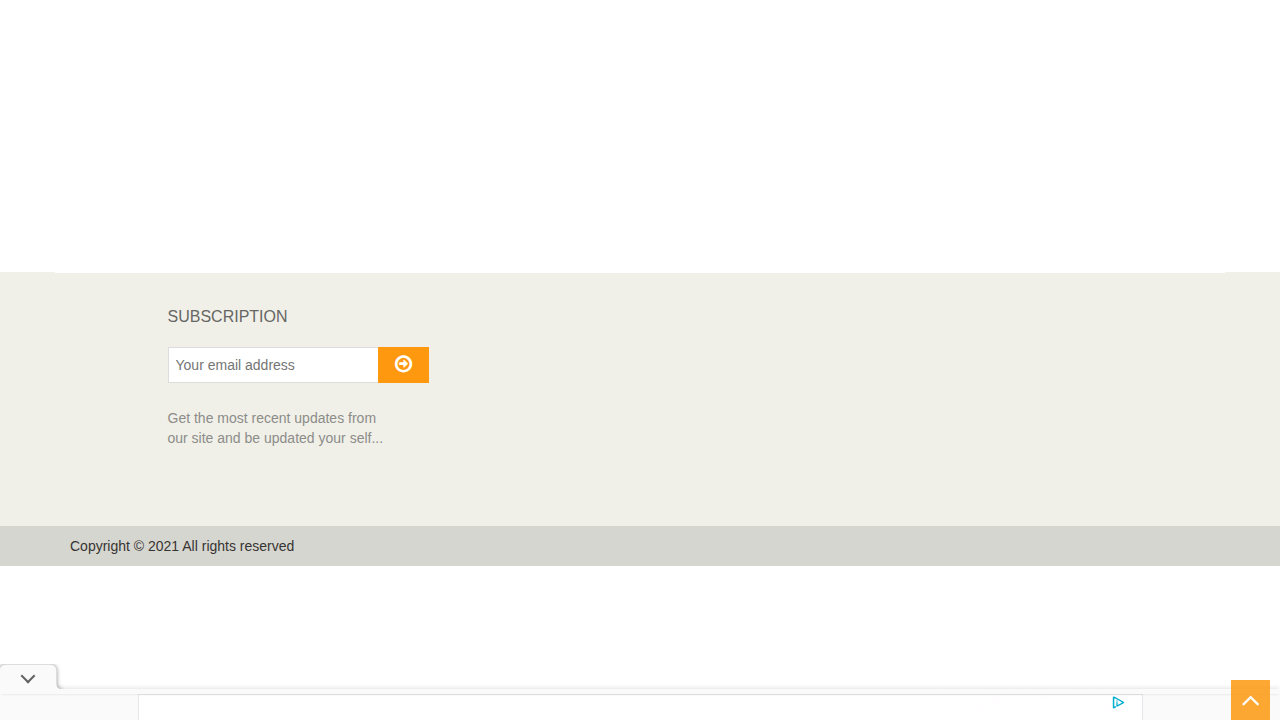 SUBSCRIPTION
Your email address
Get the most recent updates from
our site and be updated your self...
Copyright © 2021 All rights reserved